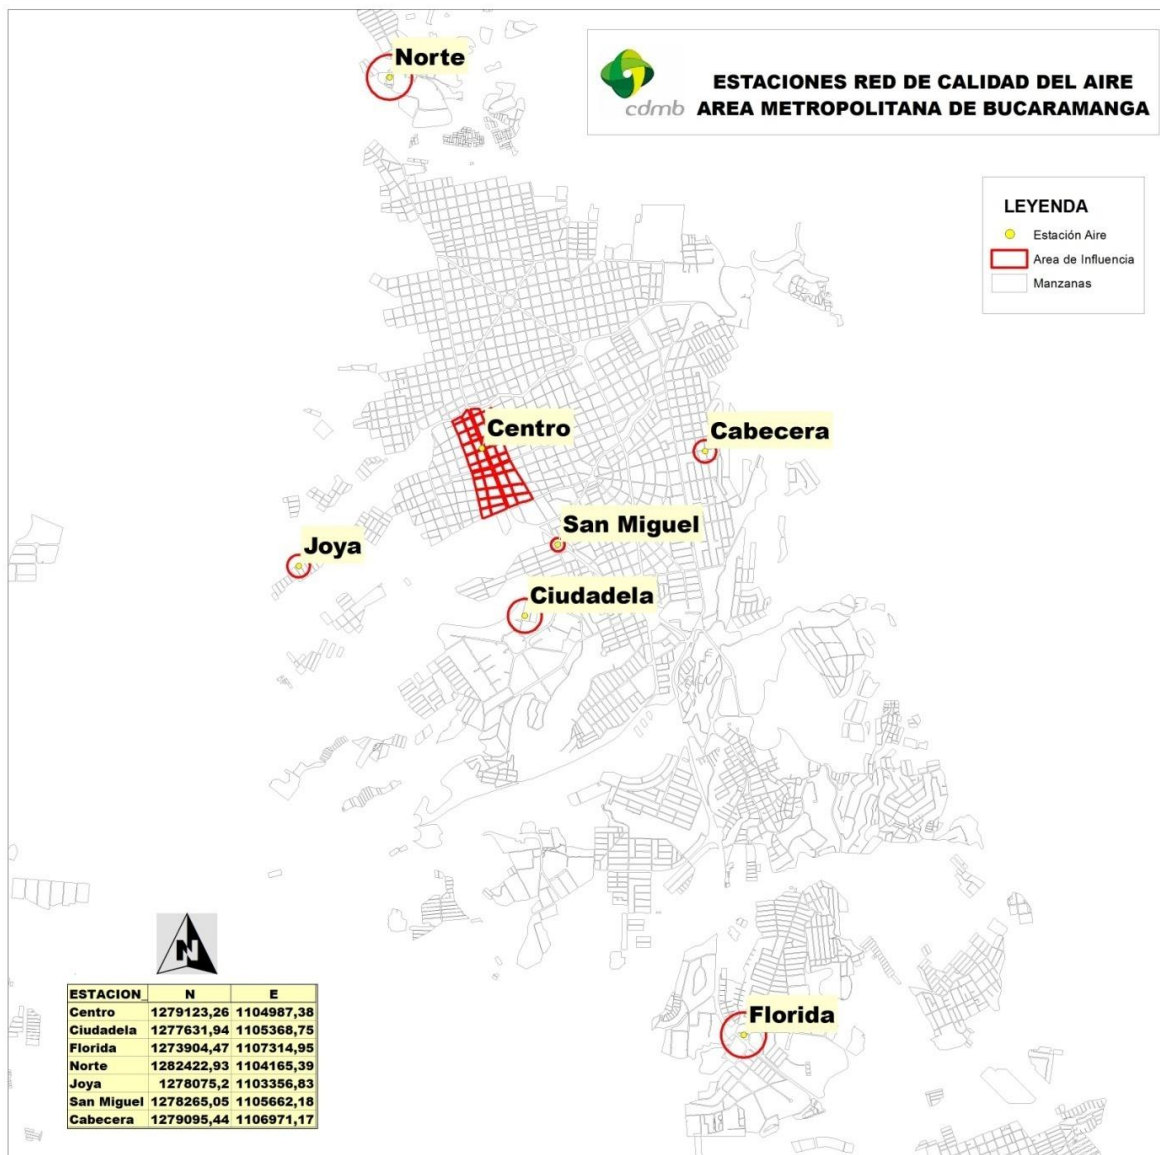 Norte
cdmb
ESTACIONES RED DE CALIDAD DEL AIRE
AREA METROPOLITANA DE BUCARAMANGA
LEYENDA
Estación Aire
Area de Influencia
Manzanas
Centro
Cabecera
San Miguel
Joya
Ciudadela
Florida
N
ESTACION_ N E
Centro 1279123,26 1104987,38
Ciudadela 1277631,94 1105368,75
Florida 1273904,47 1107314,95
Norte 1282422,93 1104165,39
Joya 1278075,2 1103356,83
San Miguel 1278265,05 1105662,18
Cabecera 1279095,44 1106971,17